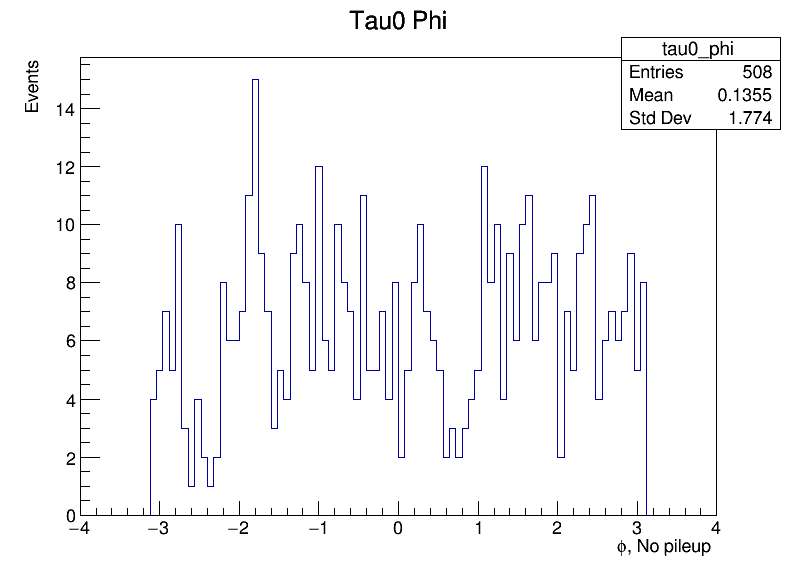 Tau0 Phi
tau0_phi
Entries 508
Mean 0.1355
Std Dev 1.774
Events
14
12
10
8
6
4
2
0
−4 −3 −2 −1 0 1 2 3 4
ϕ, No pileup